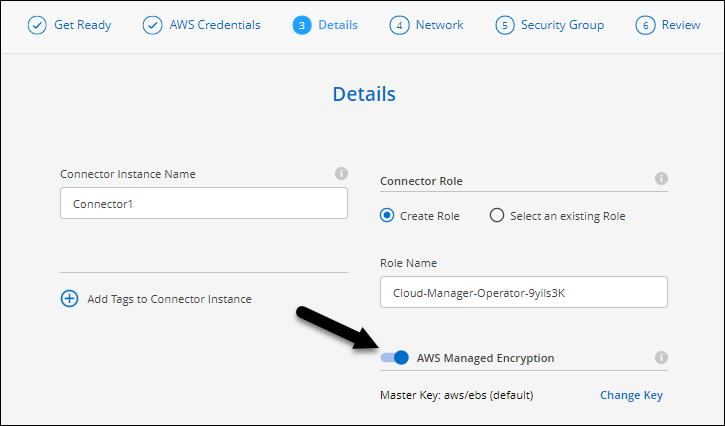 Get Ready
AWS Credentials
3 Details
4 Network
5 Security Group
6 Review
Details
Connector Instance Name i
Connector1
Add Tags to Connector Instance
Connector Role i
Create Role
Select an existing Role
Role Name
Cloud-Manager-Operator-9yils3K
AWS Managed Encryption i
Master Key: aws/ebs (default) Change Key